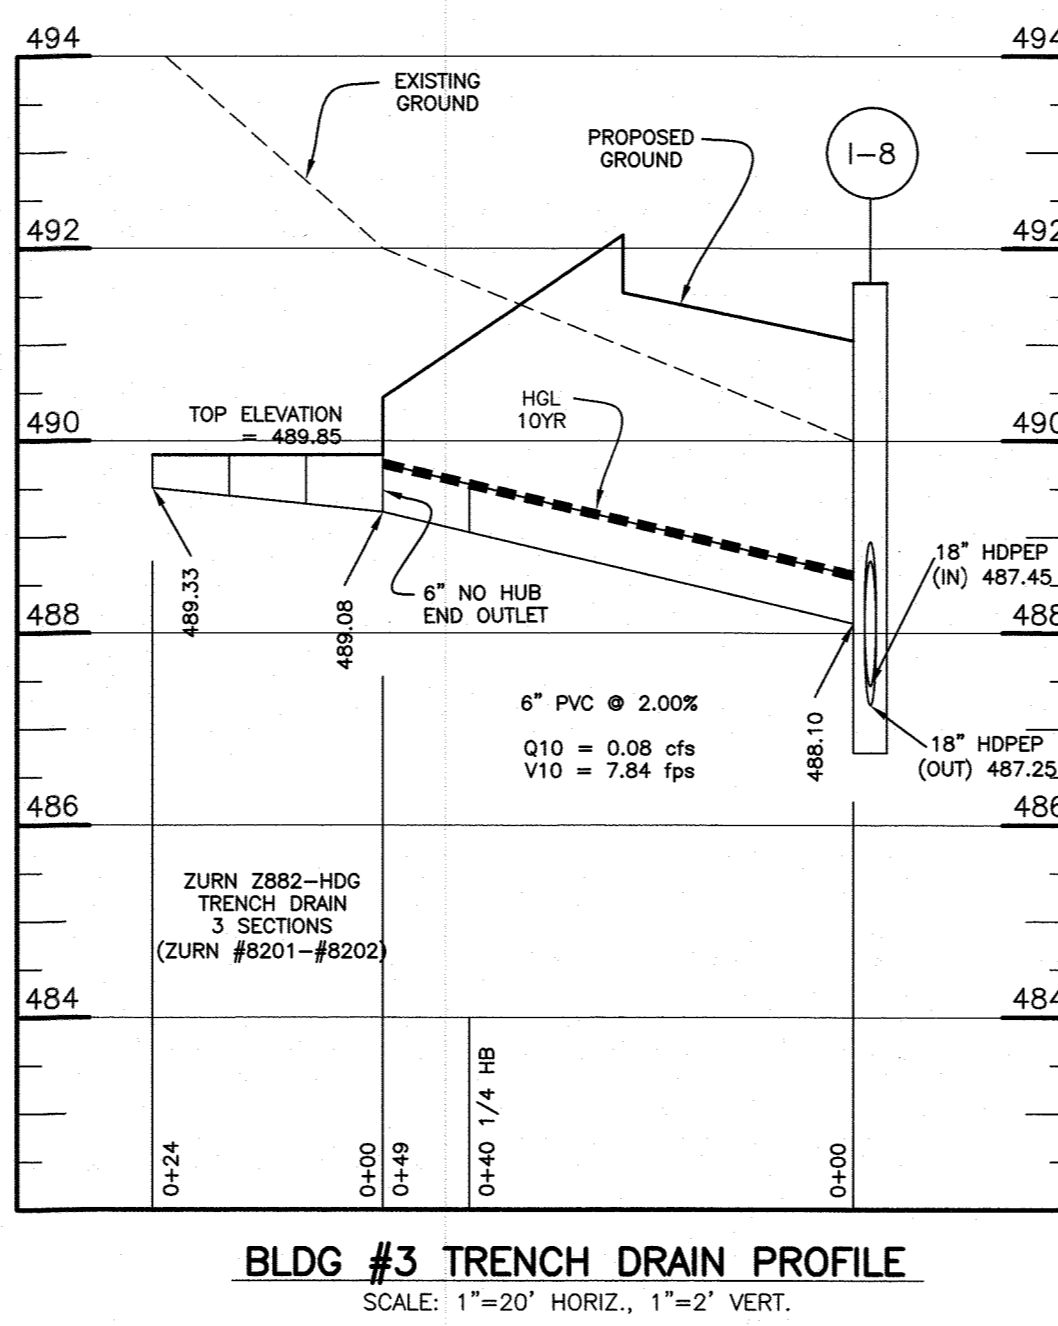 494
494
EXISTING
GROUND
PROPOSED
GROUND
I-8
492
492
HGL
10YR
TOP ELEVATION
= 489.85
490
490
489.33
489.08
6" NO HUB
END OUTLET
18" HDPEP
(IN) 487.45
488
488
6" PVC @ 2.00%
Q10 = 0.08 cfs
V10 = 7.84 fps
488.10
18" HDPEP
(OUT) 487.25
486
486
ZURN Z882-HDG
TRENCH DRAIN
3 SECTIONS
(ZURN #8201-#8202)
484
484
0+24
0+00
0+49
0+40 1/4 HB
0+00
BLDG #3 TRENCH DRAIN PROFILE
SCALE: 1"=20' HORIZ., 1"=2' VERT.